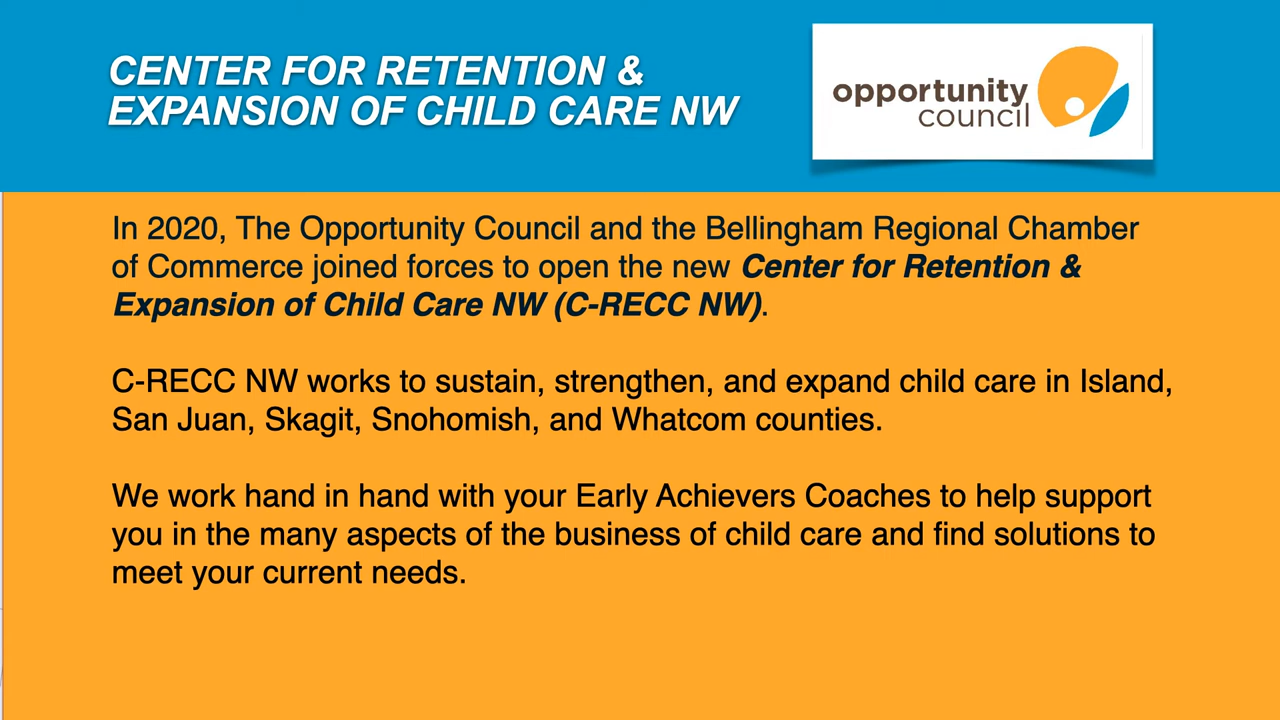 CENTER FOR RETENTION &
EXPANSION OF CHILD CARE NW
opportunity
council
In 2020, The Opportunity Council and the Bellingham Regional Chamber
of Commerce joined forces to open the new Center for Retention &
Expansion of Child Care NW (C-RECC NW).
C-RECC NW works to sustain, strengthen, and expand child care in Island,
San Juan, Skagit, Snohomish, and Whatcom counties.
We work hand in hand with your Early Achievers Coaches to help support
you in the many aspects of the business of child care and find solutions to
meet your current needs.